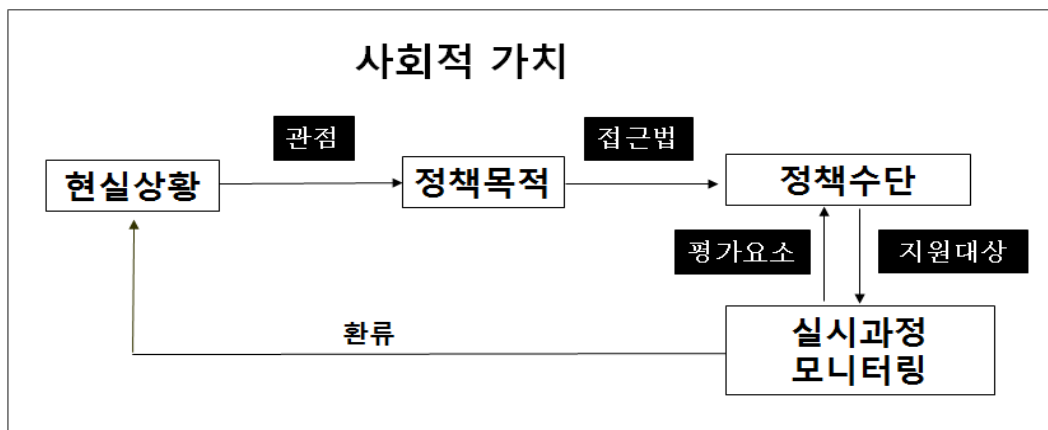 사회적 가치
관점
접근법
현실상황
정책목적
정책수단
평가요소
지원대상
환류
실시과정
모니터링